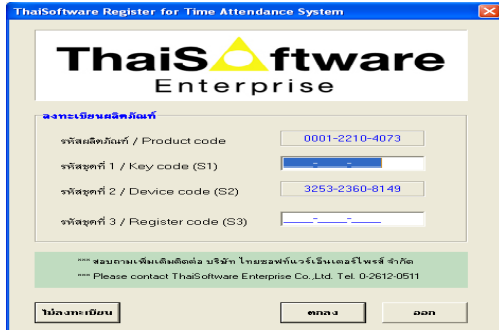 ThaiSoftware Register for Time Attendance System
ThaiSoftware
Enterprise
ลงทะเบียนผลิตภัณฑ์
รหัสผลิตภัณฑ์ / Product code 0001-2210-4073
รหัสชุดที่ 1 / Key code (S1) ____-____-____
รหัสชุดที่ 2 / Device code (S2) 3253-2360-8149
รหัสชุดที่ 3 / Register code (S3) ____-____-____
*** สอบถามเพิ่มเติมติดต่อ บริษัท ไทยซอฟท์แวร์เอ็นเตอร์ไพรส์ จำกัด
*** Please contact ThaiSoftware Enterprise Co.,Ltd. Tel. 0-2612-0511
ไม่ลงทะเบียน ตกลง ออก